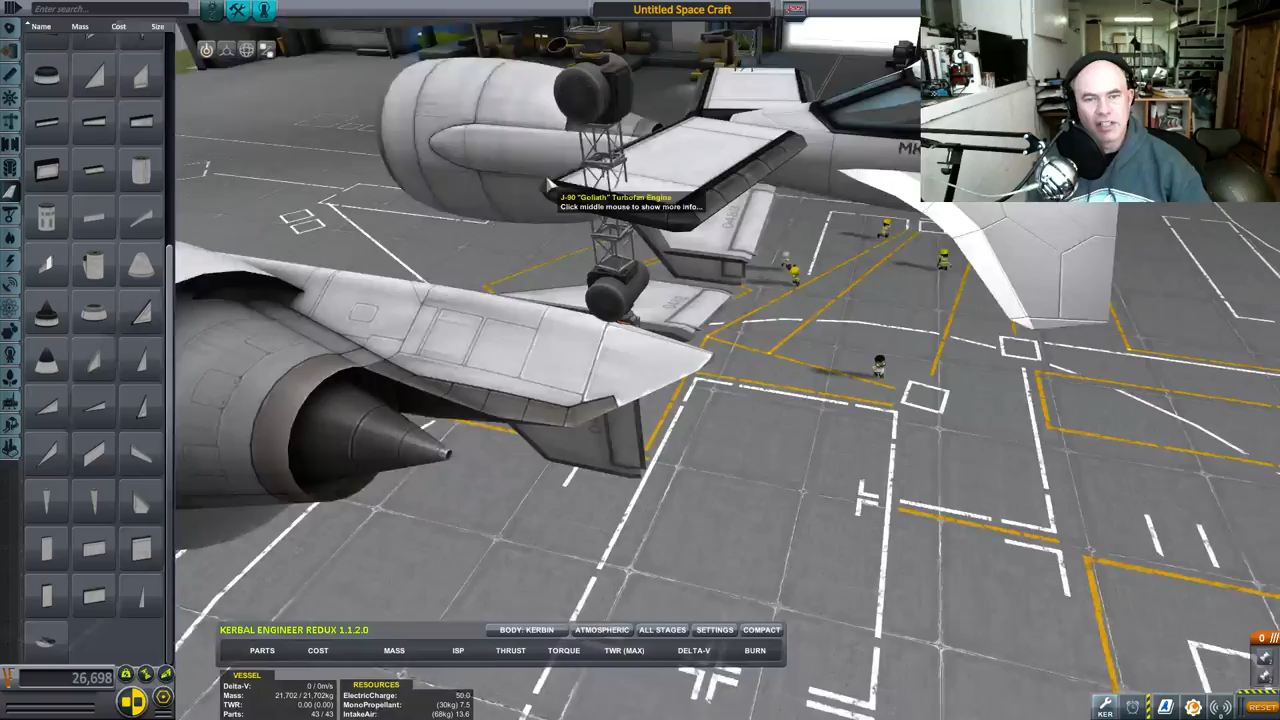 Enter search...
Untitled Space Craft
Name Mass Cost Size
J-90 "Goliath" Turbofan Engine
Click middle mouse to show more info...
KERBAL ENGINEER REDUX 1.1.2.0
BODY: KERBIN ATMOSPHERIC ALL STAGES SETTINGS COMPACT
PARTS COST MASS ISP THRUST TORQUE TWR (MAX) DELTA-V BURN
26,698
VESSEL
Delta-V: 0 / 0m/s
Mass: 21,702 / 21,702kg
TWR: 0.00 (0.00)
Parts: 43 / 43
RESOURCES
ElectricCharge: 50.0
MonoPropellant: (30kg) 7.5
IntakeAir: (68kg) 13.6
0
KER
RESET